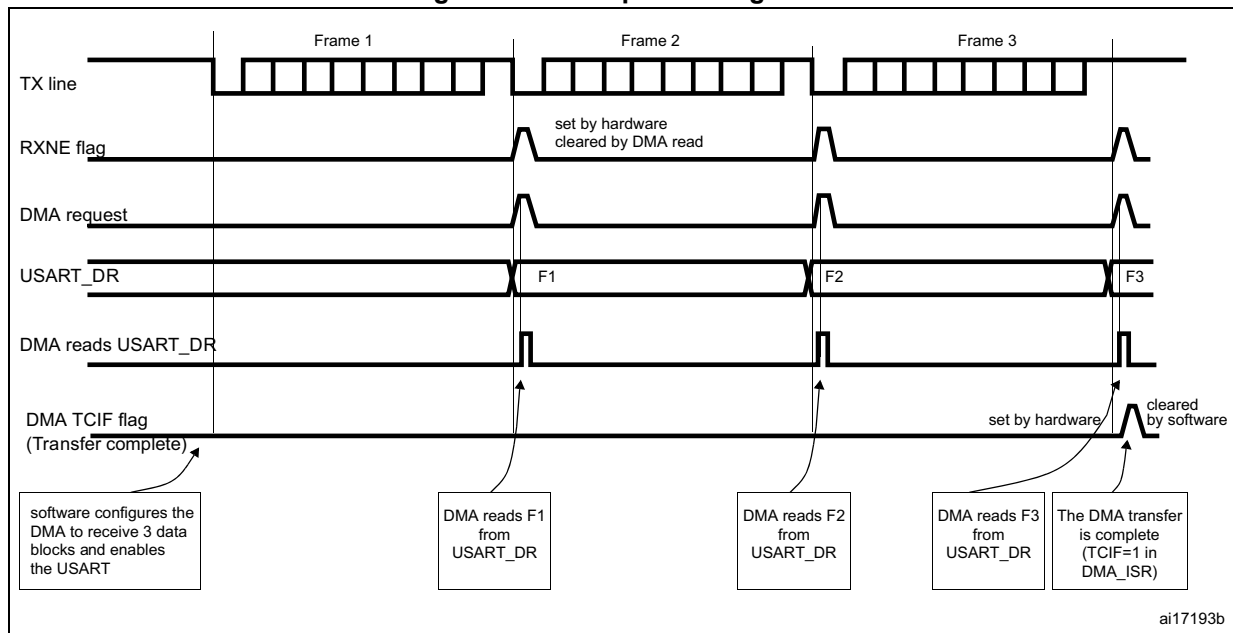 Frame 1
Frame 2
Frame 3
TX line
set by hardware
cleared by DMA read
RXNE flag
DMA request
USART_DR
F1
F2
F3
DMA reads USART_DR
DMA TCIF flag
(Transfer complete)
set by hardware
cleared
by software
software configures the
DMA to receive 3 data
blocks and enables
the USART
DMA reads F1
from
USART_DR
DMA reads F2
from
USART_DR
DMA reads F3
from
USART_DR
The DMA transfer
is complete
(TCIF=1 in
DMA_ISR)
ai17193b